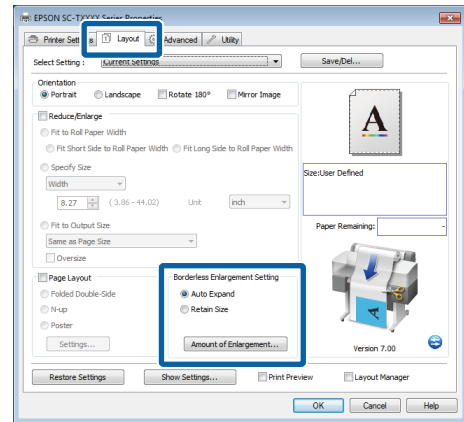 EPSON SC-TXXXX Series Properties
Printer Settings Layout Advanced Utility
Select Setting : Current Settings Save/Del...
Orientation
Portrait Landscape Rotate 180° Mirror Image
Reduce/Enlarge
Fit to Roll Paper Width
Fit Short Side to Roll Paper Width Fit Long Side to Roll Paper Width
Specify Size
Width
8.27 (3.86 - 44.02) Unit inch
Fit to Output Size
Same as Page Size
Oversize
A
Size:User Defined
Paper Remaining: -
Page Layout
Folded Double-Side
N-up
Poster
Settings...
Borderless Enlargement Setting
Auto Expand
Retain Size
Amount of Enlargement...
A
Version 7.00
Restore Settings Show Settings... Print Preview Layout Manager
OK Cancel Help